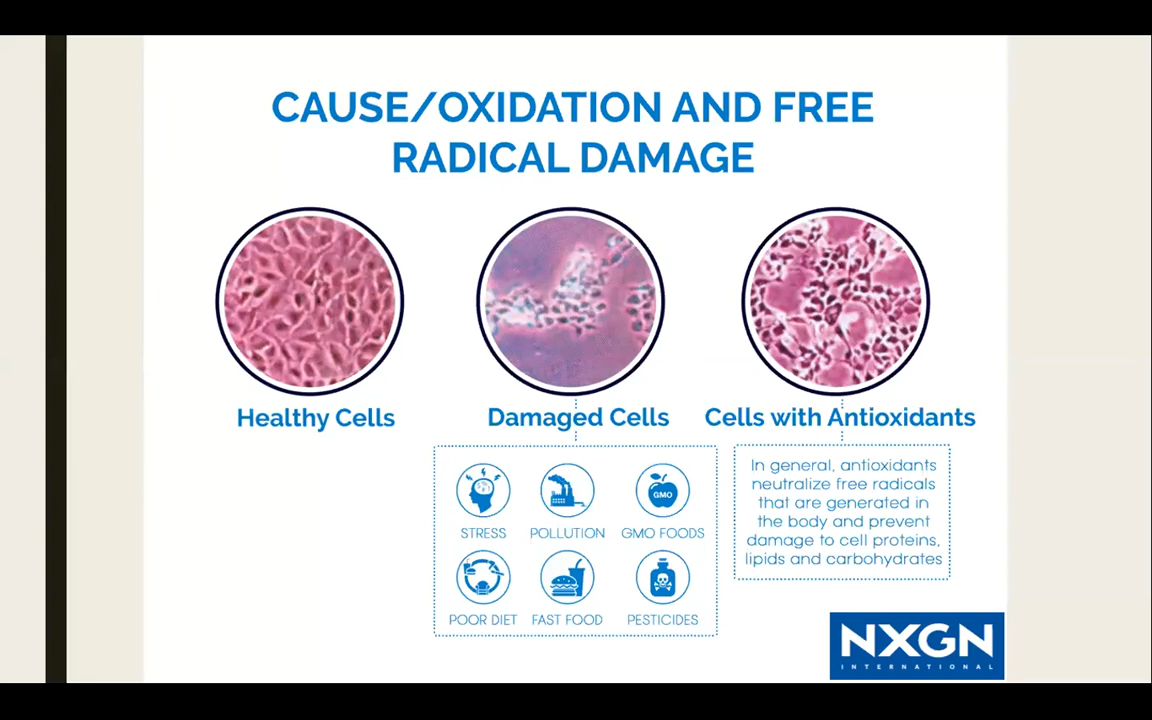 CAUSE/OXIDATION AND FREE
RADICAL DAMAGE
Healthy Cells
Damaged Cells
Cells with Antioxidants
STRESS
POLLUTION
GMO
GMO FOODS
POOR DIET
FAST FOOD
PESTICIDES
In general, antioxidants
neutralize free radicals
that are generated in
the body and prevent
damage to cell proteins,
lipids and carbohydrates
NXGN
INTERNATIONAL